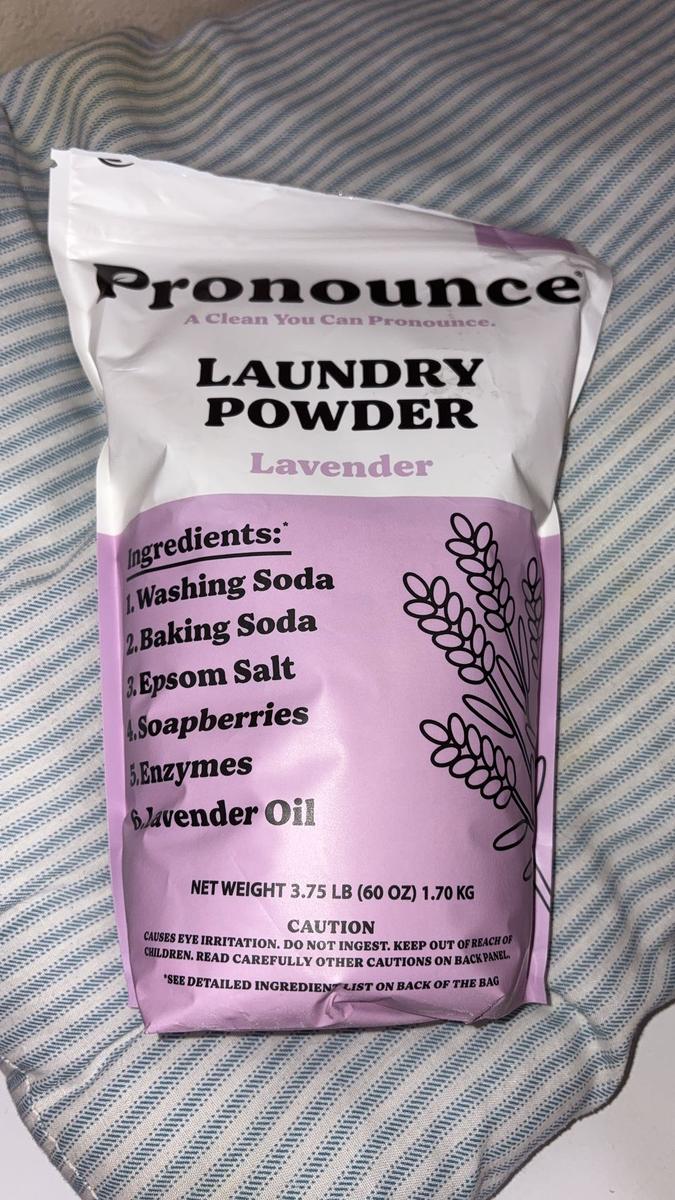 Pronounce®
A Clean You Can Pronounce.
LAUNDRY
POWDER
Lavender
Ingredients:*
1. Washing Soda
2. Baking Soda
3. Epsom Salt
4. Soapberries
5. Enzymes
6. Lavender Oil
NET WEIGHT 3.75 LB (60 OZ) 1.70 KG
CAUTION
CAUSES EYE IRRITATION. DO NOT INGEST. KEEP OUT OF REACH OF
CHILDREN. READ CAREFULLY OTHER CAUTIONS ON BACK PANEL.
*SEE DETAILED INGREDIENT LIST ON BACK OF THE BAG